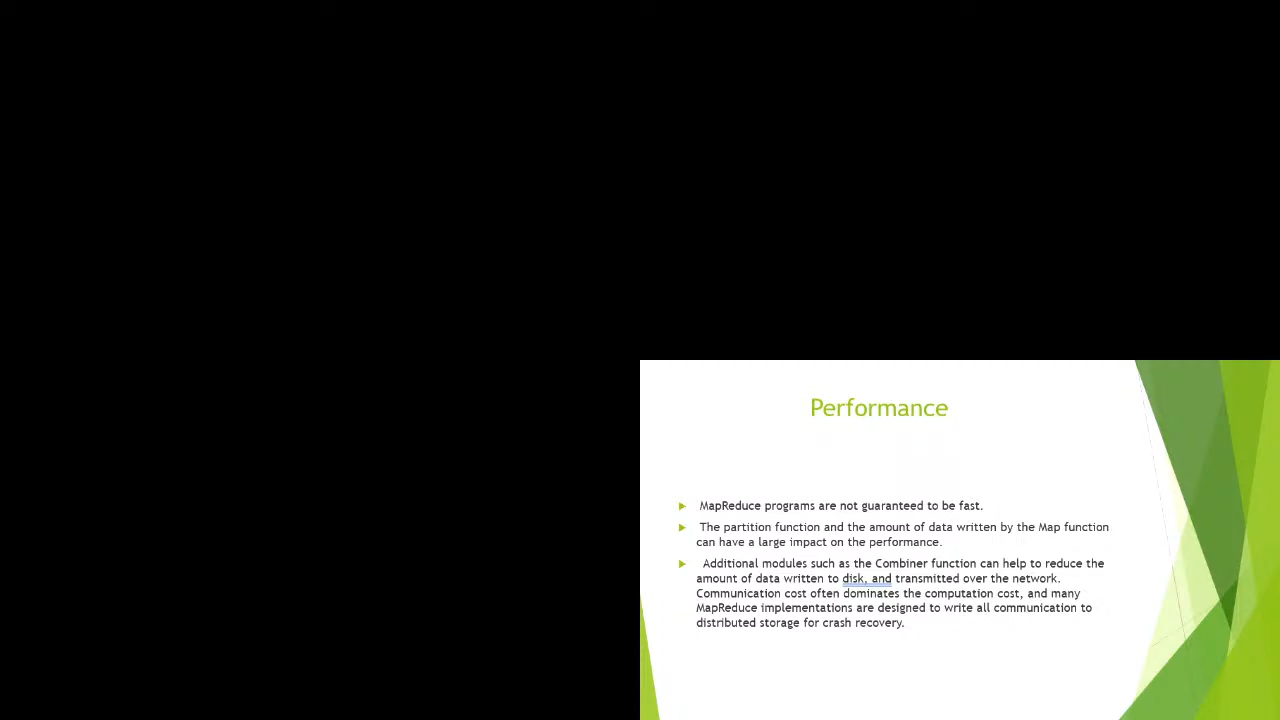 Performance
MapReduce programs are not guaranteed to be fast.
The partition function and the amount of data written by the Map function
can have a large impact on the performance.
Additional modules such as the Combiner function can help to reduce the
amount of data written to disk, and transmitted over the network.
Communication cost often dominates the computation cost, and many
MapReduce implementations are designed to write all communication to
distributed storage for crash recovery.